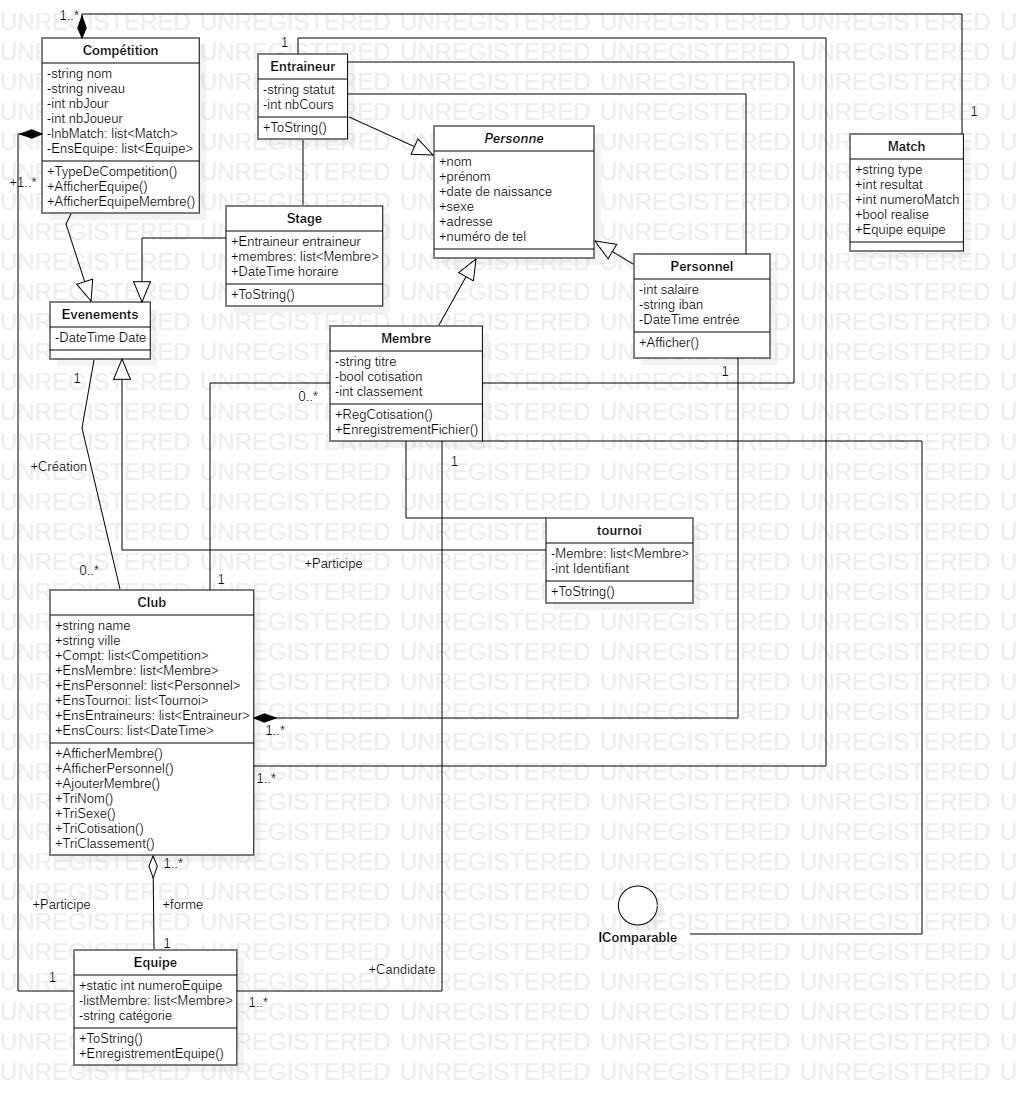 1..*
Compétition
-string nom
-string niveau
-int nbJour
-int nbJoueur
-lnbMatch: list<Match>
-EnsEquipe: list<Equipe>
+TypeDeCompetition()
+AfficherEquipe()
+AfficherEquipeMembre()
+1..*
1
Entraineur
-string statut
-int nbCours
+ToString()
Personne
+nom
+prénom
+date de naissance
+sexe
+adresse
+numéro de tel
1
Match
+string type
+int resultat
+int numeroMatch
+bool realise
+Equipe equipe
Stage
+Entraineur entraineur
+membres: list<Membre>
+DateTime horaire
+ToString()
Personnel
-int salaire
-string iban
-DateTime entrée
+Afficher()
1
Evenements
-DateTime Date
1
Membre
-string titre
-bool cotisation
-int classement
+RegCotisation()
+EnregistrementFichier()
0..*
1
+Création
0..*
1
+Participe
tournoi
-Membre: list<Membre>
-int Identifiant
+ToString()
Club
+string name
+string ville
+Compt: list<Competition>
+EnsMembre: list<Membre>
+EnsPersonnel: list<Personnel>
+EnsTournoi: list<Tournoi>
+EnsEntraineurs: list<Entraineur>
+EnsCours: list<DateTime>
+AfficherMembre()
+AfficherPersonnel()
+AjouterMembre()
+TriNom()
+TriSexe()
+TriCotisation()
+TriClassement()
1..*
1..*
1..*
+Participe
+forme
1
1
IComparable
+Candidate
1..*
Equipe
+static int numeroEquipe
-listMembre: list<Membre>
-string catégorie
+ToString()
+EnregistrementEquipe()
UNREGISTERED